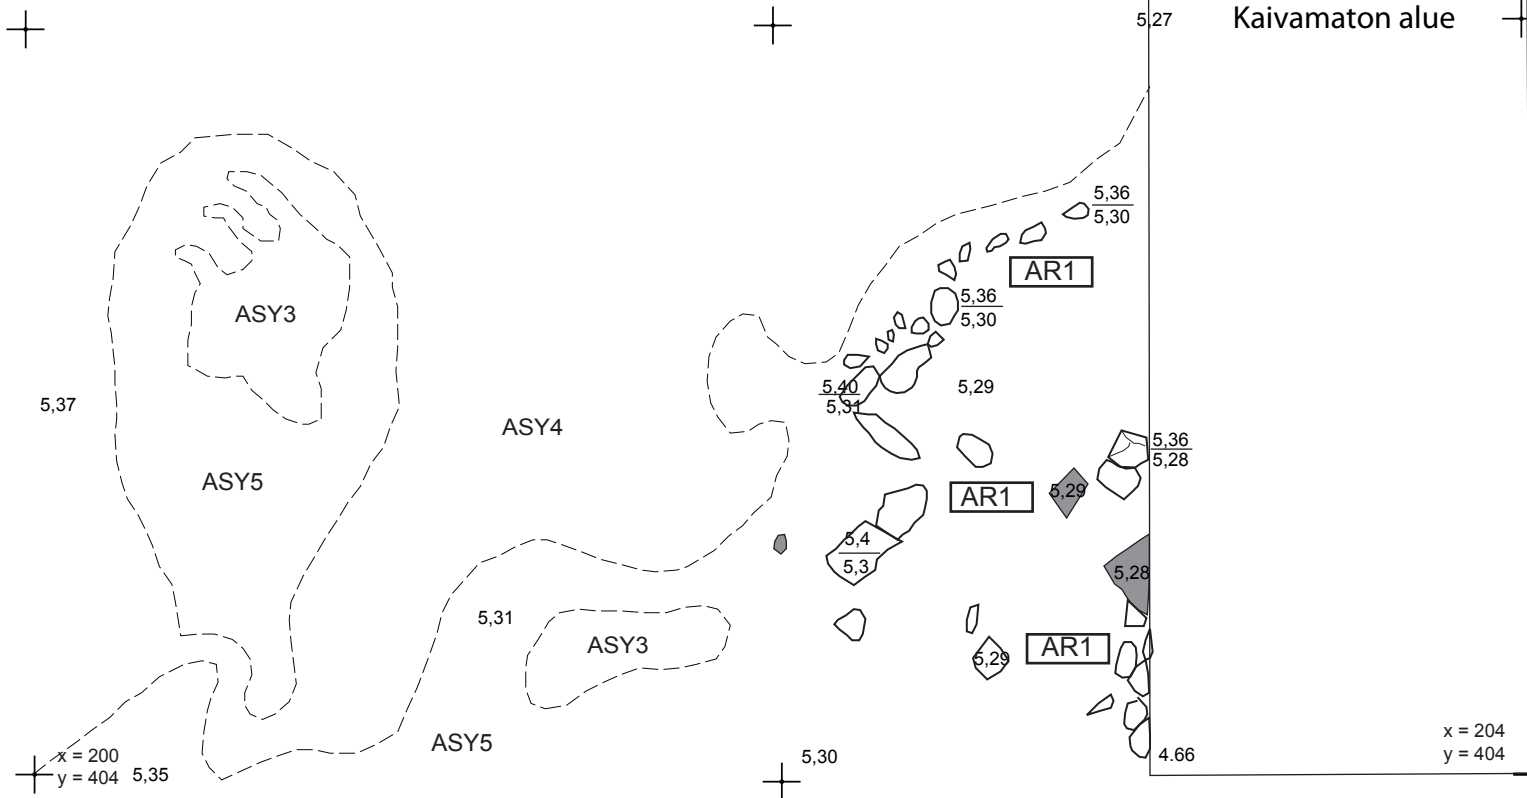 5,27
Kaivamaton alue
5,36
5,30
AR1
ASY3
5,36
5,30
5,40
5,31
5,29
5,37
ASY4
5,36
5,28
ASY5
AR1
5,29
5,4
5,3
5,28
5,31
ASY3
AR1
5,29
ASY5
x = 200
y = 404
5,35
5,30
4.66
x = 204
y = 404